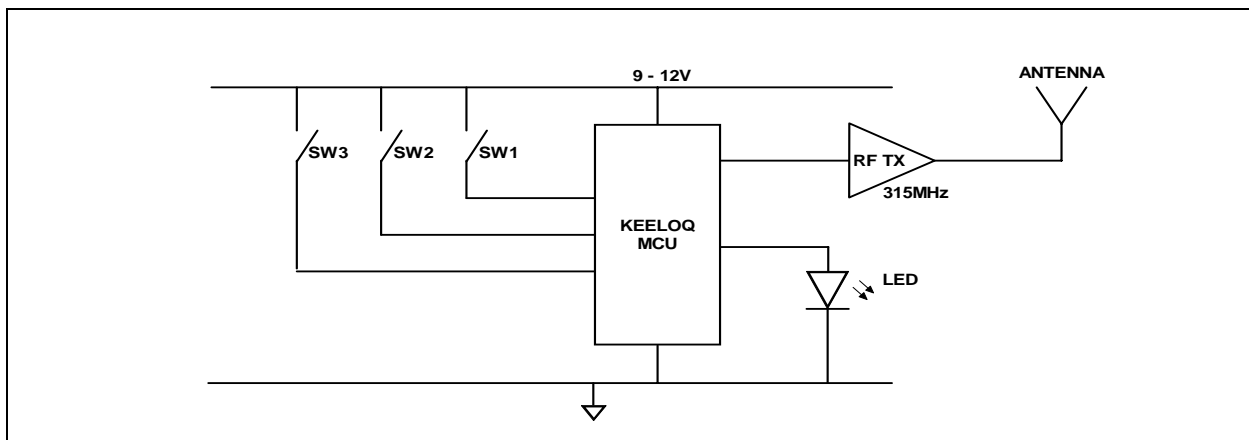 9 - 12V
ANTENNA
SW3
SW2
SW1
RF TX
315MHz
KEELOQ
MCU
LED